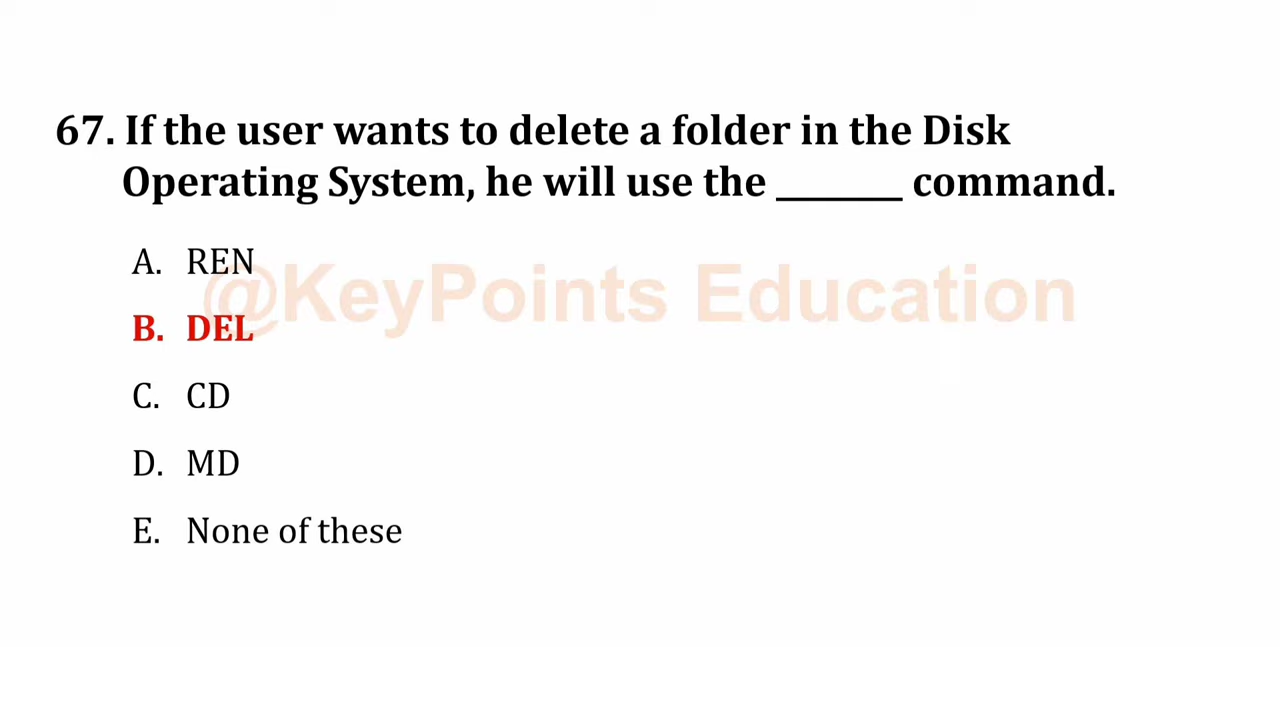 67. If the user wants to delete a folder in the Disk
Operating System, he will use the _______ command.
A. REN
@KeyPoints Education
B. DEL
C. CD
D. MD
E. None of these